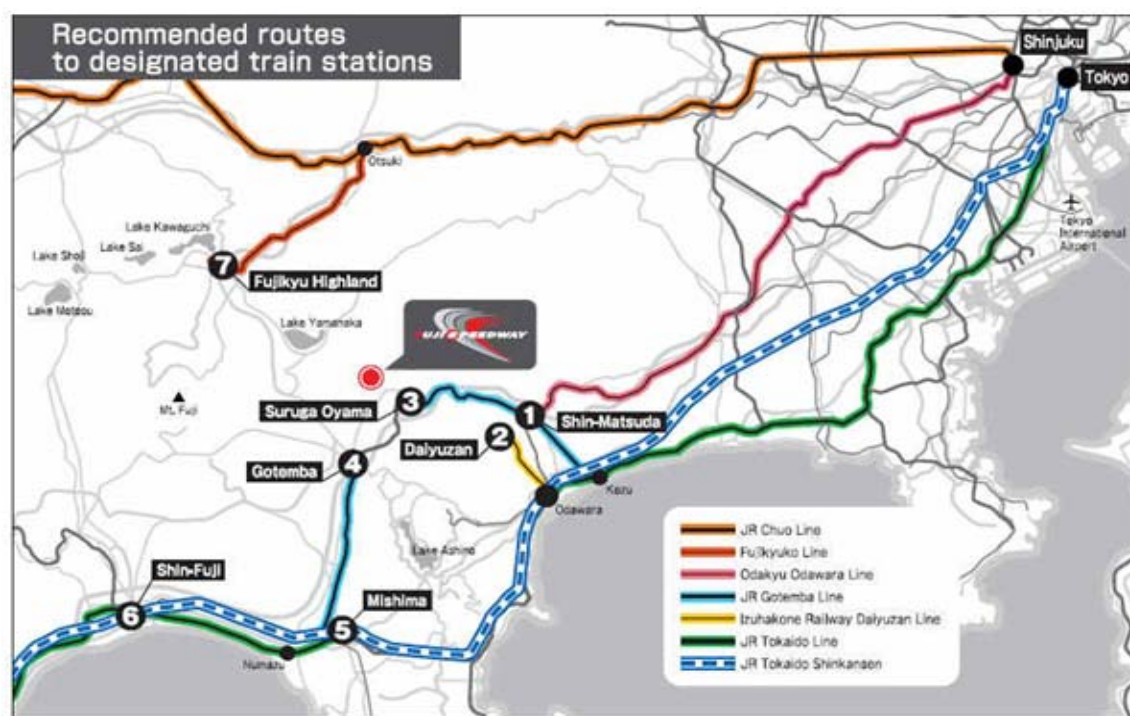 Recommended routes
to designated train stations
Shinjuku
Tokyo
Otsuki
Tokyo
International
Airport
Lake Kawaguchi
Lake Sai
Lake Shoji
Lake Motosu
7
Fujikyu Highland
Lake Yamanaka
FUJI SPEEDWAY
Mt. Fuji
Suruga Oyama
3
1
Shin-Matsuda
Daiyuzan
2
Gotemba
4
Kozu
Odawara
Lake Ashino
Shin-Fuji
6
Mishima
5
Numazu
JR Chuo Line
Fujikyuko Line
Odakyu Odawara Line
JR Gotemba Line
Izuhakone Railway Daiyuzan Line
JR Tokaido Line
JR Tokaido Shinkansen